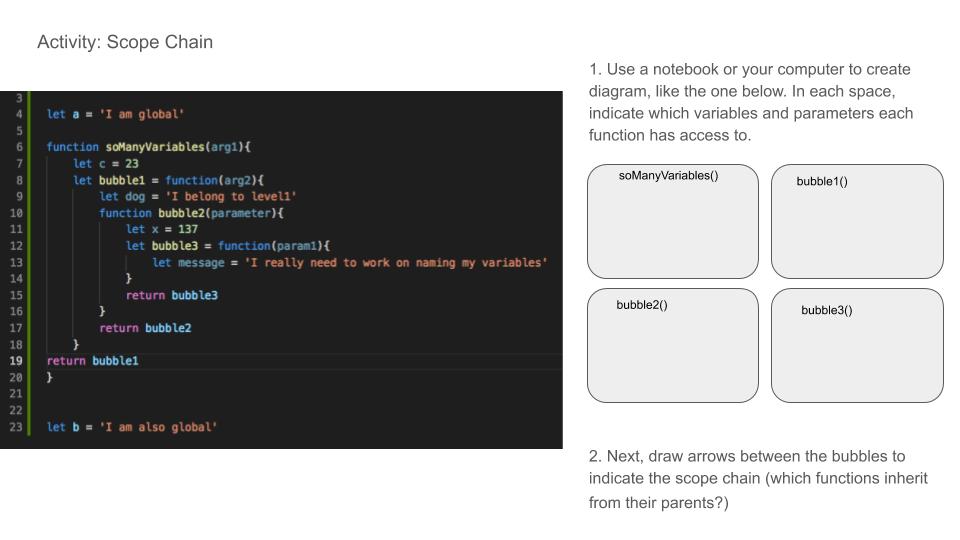 Activity: Scope Chain
3
4 let a = 'I am global'
5
6 function soManyVariables(arg1){
7 let c = 23
8 let bubble1 = function(arg2){
9 let dog = 'I belong to level1'
10 function bubble2(parameter){
11 let x = 137
12 let bubble3 = function(param1){
13 let message = 'I really need to work on naming my variables'
14 }
15 return bubble3
16 }
17 return bubble2
18 }
19 return bubble1
20 }
21
22
23 let b = 'I am also global'
1. Use a notebook or your computer to create
diagram, like the one below. In each space,
indicate which variables and parameters each
function has access to.
soManyVariables()
bubble1()
bubble2()
bubble3()
2. Next, draw arrows between the bubbles to
indicate the scope chain (which functions inherit
from their parents?)